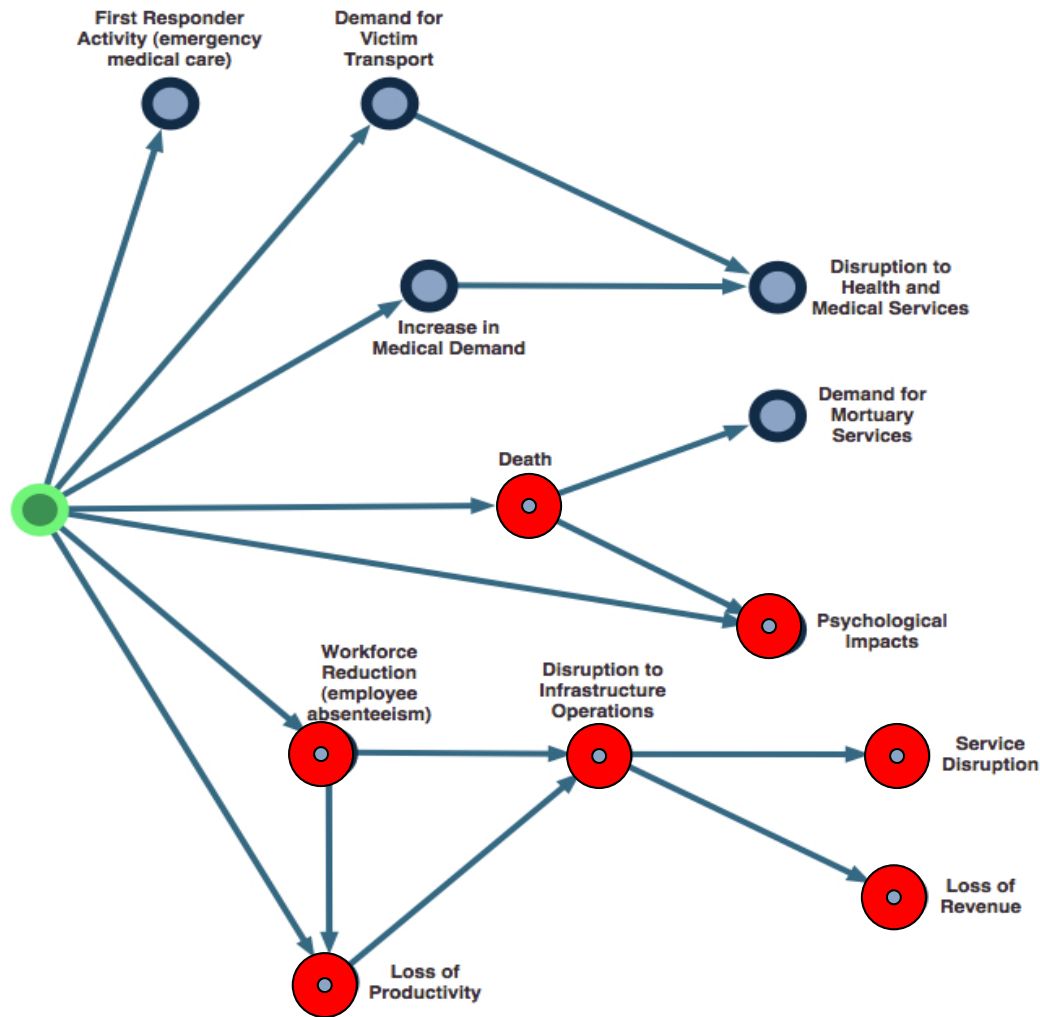 First Responder
Activity (emergency
medical care)
Demand for
Victim
Transport
Disruption to
Health and
Medical Services
Increase in
Medical Demand
Demand for
Mortuary
Services
Death
Psychological
Impacts
Workforce
Reduction
(employee
absenteeism)
Disruption to
Infrastructure
Operations
Service
Disruption
Loss of
Revenue
Loss of
Productivity